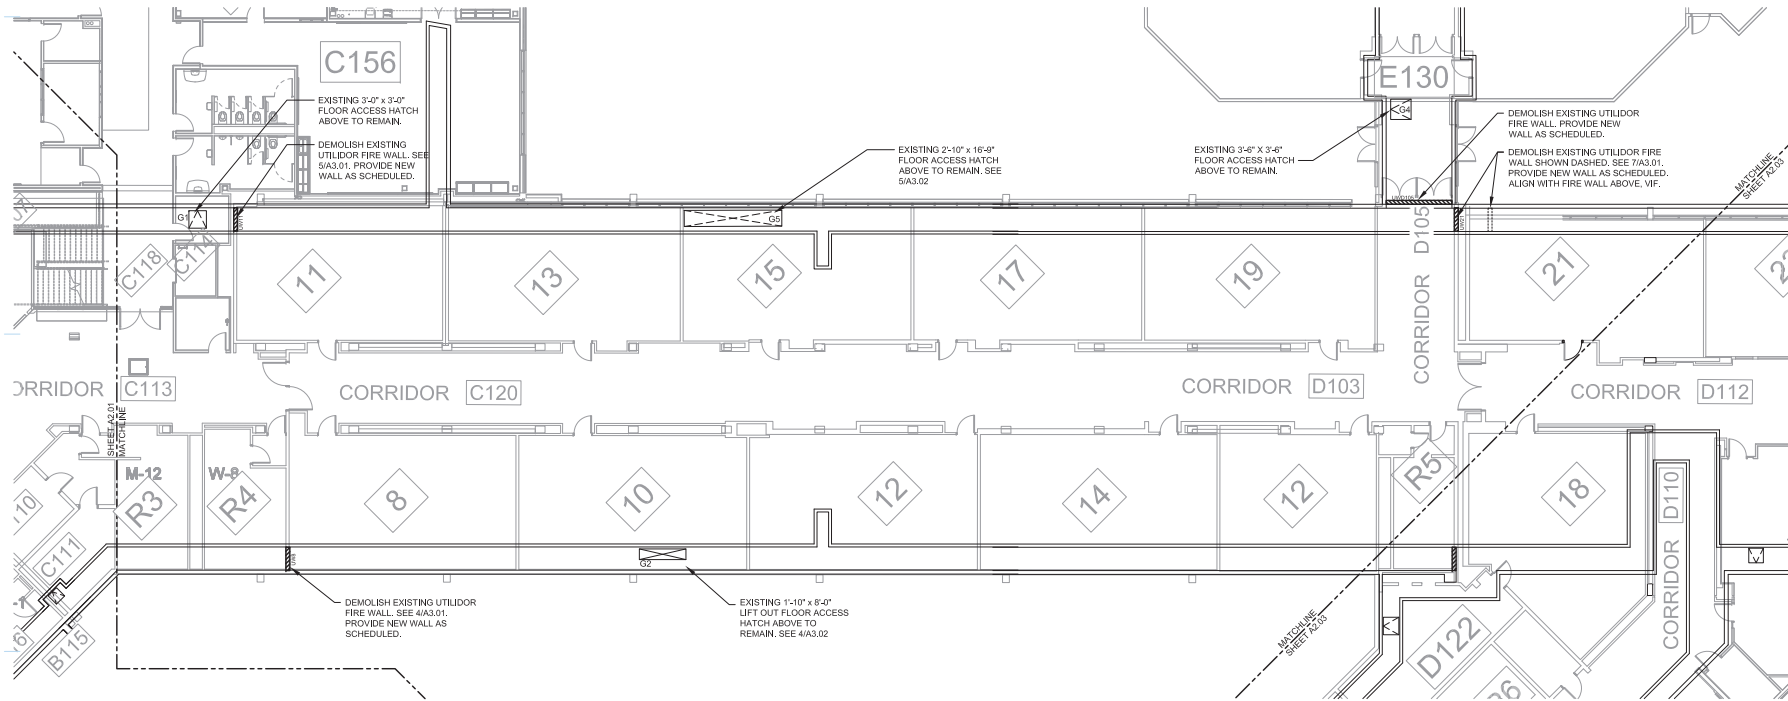 C156
E130
EXISTING 3'-0" x 3'-0"
FLOOR ACCESS HATCH
ABOVE TO REMAIN.
DEMOLISH EXISTING
UTILIDOR FIRE WALL. SEE
5/A3.01. PROVIDE NEW
WALL AS SCHEDULED.
EXISTING 2'-10" x 16'-9"
FLOOR ACCESS HATCH
ABOVE TO REMAIN. SEE
5/A3.02
EXISTING 3'-6" X 3'-6"
FLOOR ACCESS HATCH
ABOVE TO REMAIN.
G4
DEMOLISH EXISTING UTILIDOR
FIRE WALL. PROVIDE NEW
WALL AS SCHEDULED.
DEMOLISH EXISTING UTILIDOR FIRE
WALL SHOWN DASHED. SEE 7/A3.01.
PROVIDE NEW WALL AS SCHEDULED.
ALIGN WITH FIRE WALL ABOVE, VIF.
MATCHLINE
SHEET A2.03
G1
G5
UWD105
C118
C114
11
13
15
17
19
CORRIDOR D105
21
CORRIDOR C113
CORRIDOR C120
CORRIDOR D103
CORRIDOR D112
SHEET A2.01
MATCHLINE
M-12
W-8
R3
R4
8
10
12
14
12
R5
18
CORRIDOR D110
C111
G2
B115
DEMOLISH EXISTING UTILIDOR
FIRE WALL. SEE 4/A3.01.
PROVIDE NEW WALL AS
SCHEDULED.
EXISTING 1'-10" x 8'-0"
LIFT OUT FLOOR ACCESS
HATCH ABOVE TO
REMAIN. SEE 4/A3.02
MATCHLINE
SHEET A2.03
D122